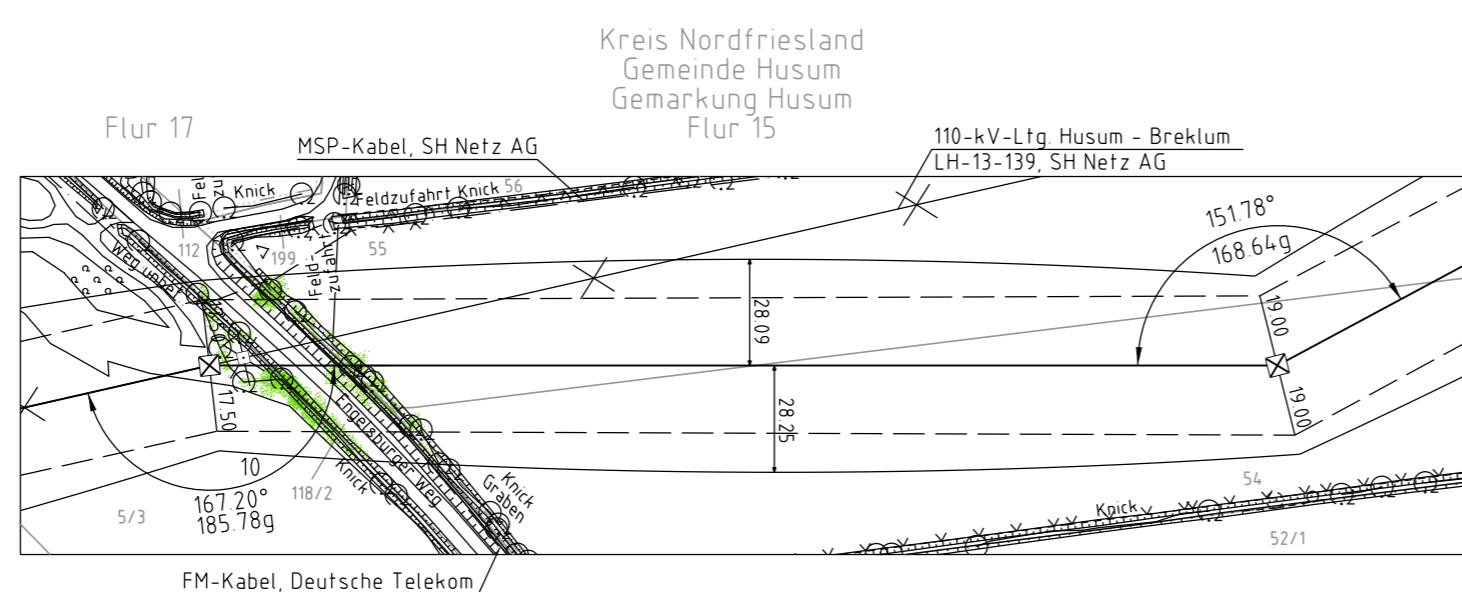 Kreis Nordfriesland
Gemeinde Husum
Gemarkung Husum
Flur 17
Flur 15
MSP-Kabel, SH Netz AG
110-kV-Ltg. Husum - Breklum
LH-13-139, SH Netz AG
Knick
Feldzufahrt Knick
56
112
199
55
Feld-
zufahrt
151.78°
168.64g
28.09
28.25
19.00
19.00
17.50
10
167.20°
185.78g
5/3
118/2
Knick
Engelsburger Weg
Knick
Graben
54
Knick
52/1
FM-Kabel, Deutsche Telekom